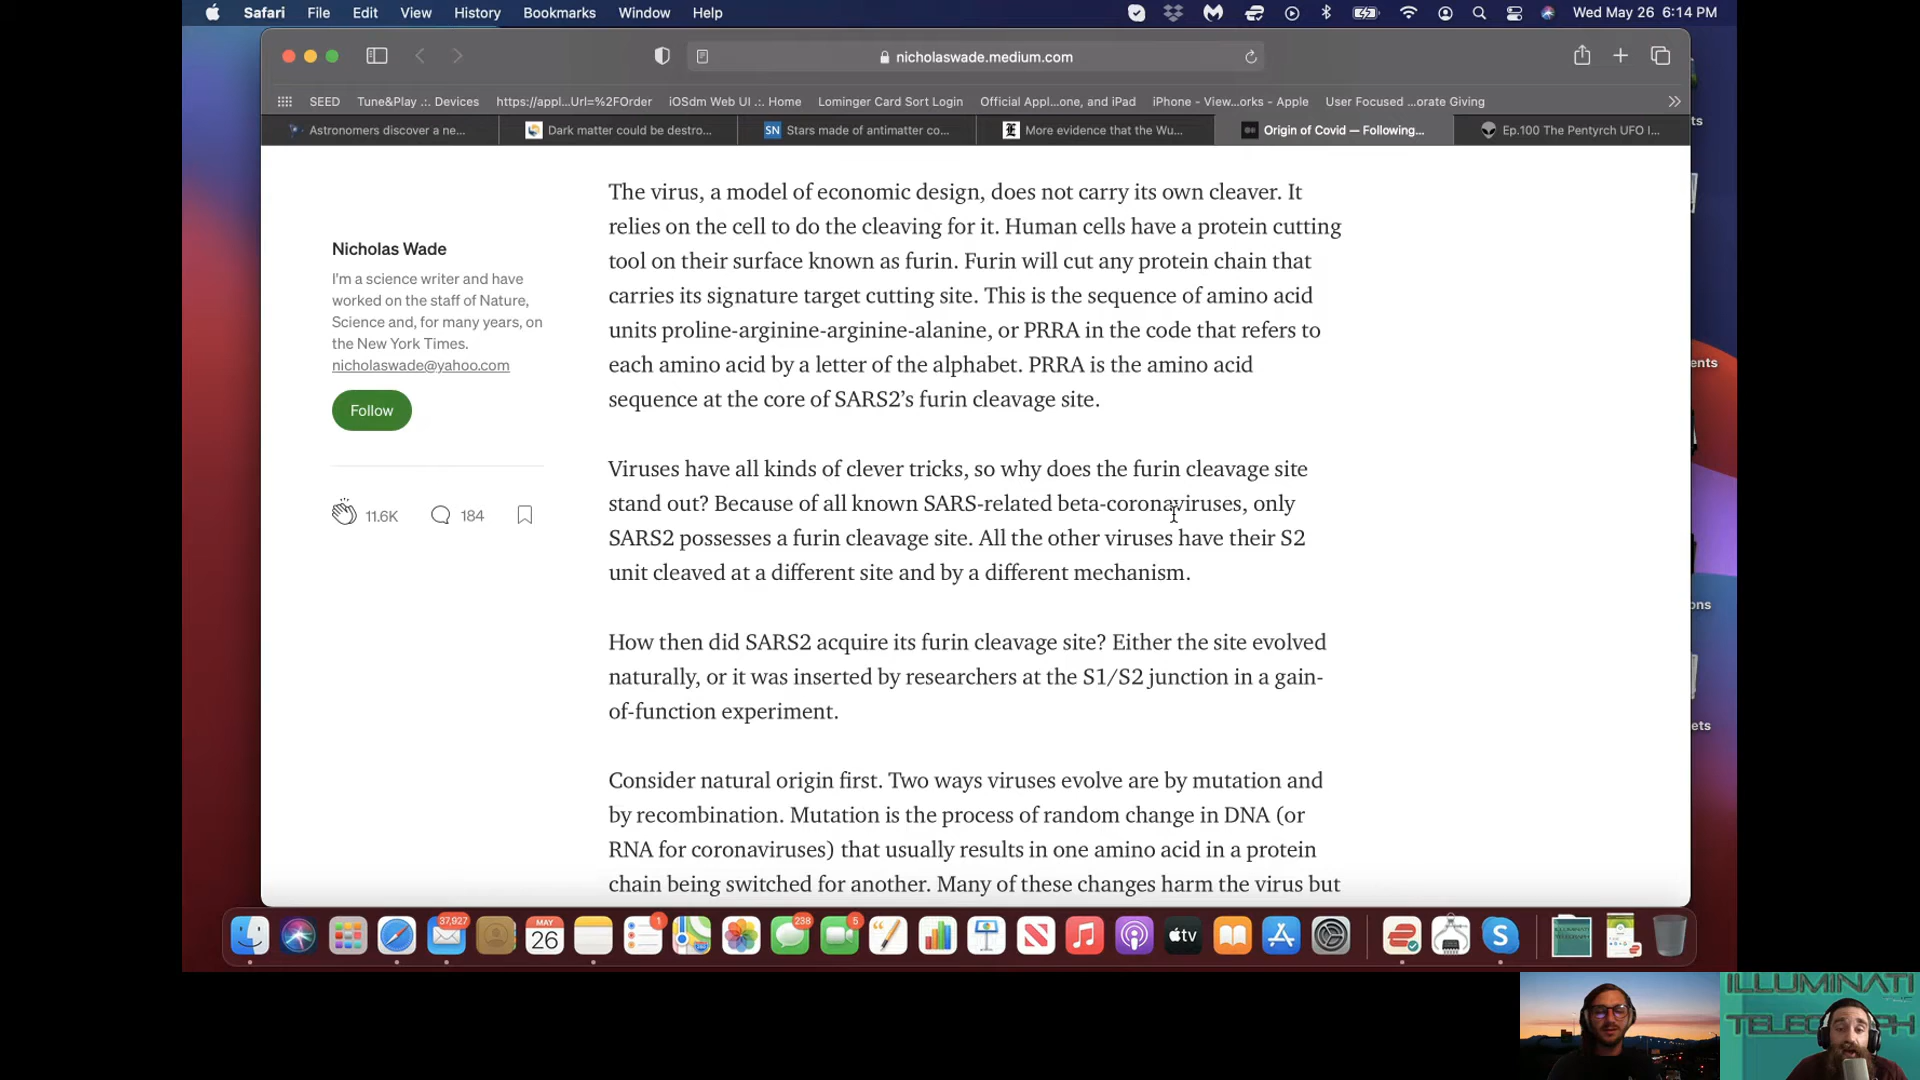 Safari File Edit View History Bookmarks Window Help Wed May 26 6:14 PM
nicholaswade.medium.com
SEED Tune&Play .:. Devices https://appl...Url=%2FOrder iOSdm Web UI .:. Home Lominger Card Sort Login Official Appl...one, and iPad iPhone - View...orks - Apple User Focused ...orate Giving
Astronomers discover a ne... Dark matter could be destro... SN Stars made of antimatter co... More evidence that the Wu... Origin of Covid — Following... Ep.100 The Pentyrch UFO I...
Nicholas Wade
I'm a science writer and have
worked on the staff of Nature,
Science and, for many years, on
the New York Times.
nicholaswade@yahoo.com
Follow
11.6K 184
The virus, a model of economic design, does not carry its own cleaver. It
relies on the cell to do the cleaving for it. Human cells have a protein cutting
tool on their surface known as furin. Furin will cut any protein chain that
carries its signature target cutting site. This is the sequence of amino acid
units proline-arginine-arginine-alanine, or PRRA in the code that refers to
each amino acid by a letter of the alphabet. PRRA is the amino acid
sequence at the core of SARS2’s furin cleavage site.
Viruses have all kinds of clever tricks, so why does the furin cleavage site
stand out? Because of all known SARS-related beta-coronaviruses, only
SARS2 possesses a furin cleavage site. All the other viruses have their S2
unit cleaved at a different site and by a different mechanism.
How then did SARS2 acquire its furin cleavage site? Either the site evolved
naturally, or it was inserted by researchers at the S1/S2 junction in a gain-
of-function experiment.
Consider natural origin first. Two ways viruses evolve are by mutation and
by recombination. Mutation is the process of random change in DNA (or
RNA for coronaviruses) that usually results in one amino acid in a protein
chain being switched for another. Many of these changes harm the virus but
ts
ents
ons
ets
37,927 MAY 26 1 238 5 tv
ILLUMINATI